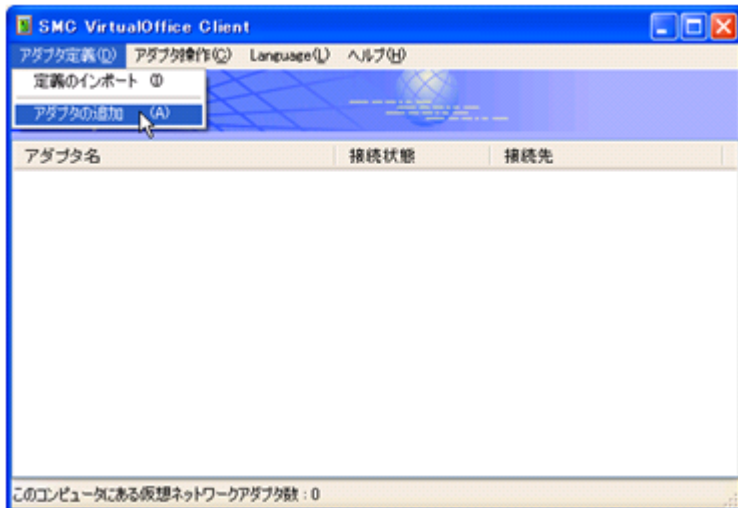 SMC VirtualOffice Client
アダプタ定義(D) アダプタ操作(C) Language(L) ヘルプ(H)
定義のインポート (I)
アダプタの追加 (A)
アダプタ名 接続状態 接続先
このコンピュータにある仮想ネットワークアダプタ数 : 0